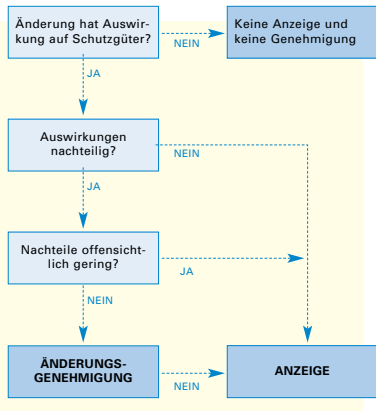 Änderung hat Auswir-
kung auf Schutzgüter?
NEIN
Keine Anzeige und
keine Genehmigung
JA
Auswirkungen
nachteilig?
NEIN
JA
Nachteile offensicht-
lich gering?
JA
NEIN
ÄNDERUNGS-
GENEHMIGUNG
NEIN
ANZEIGE